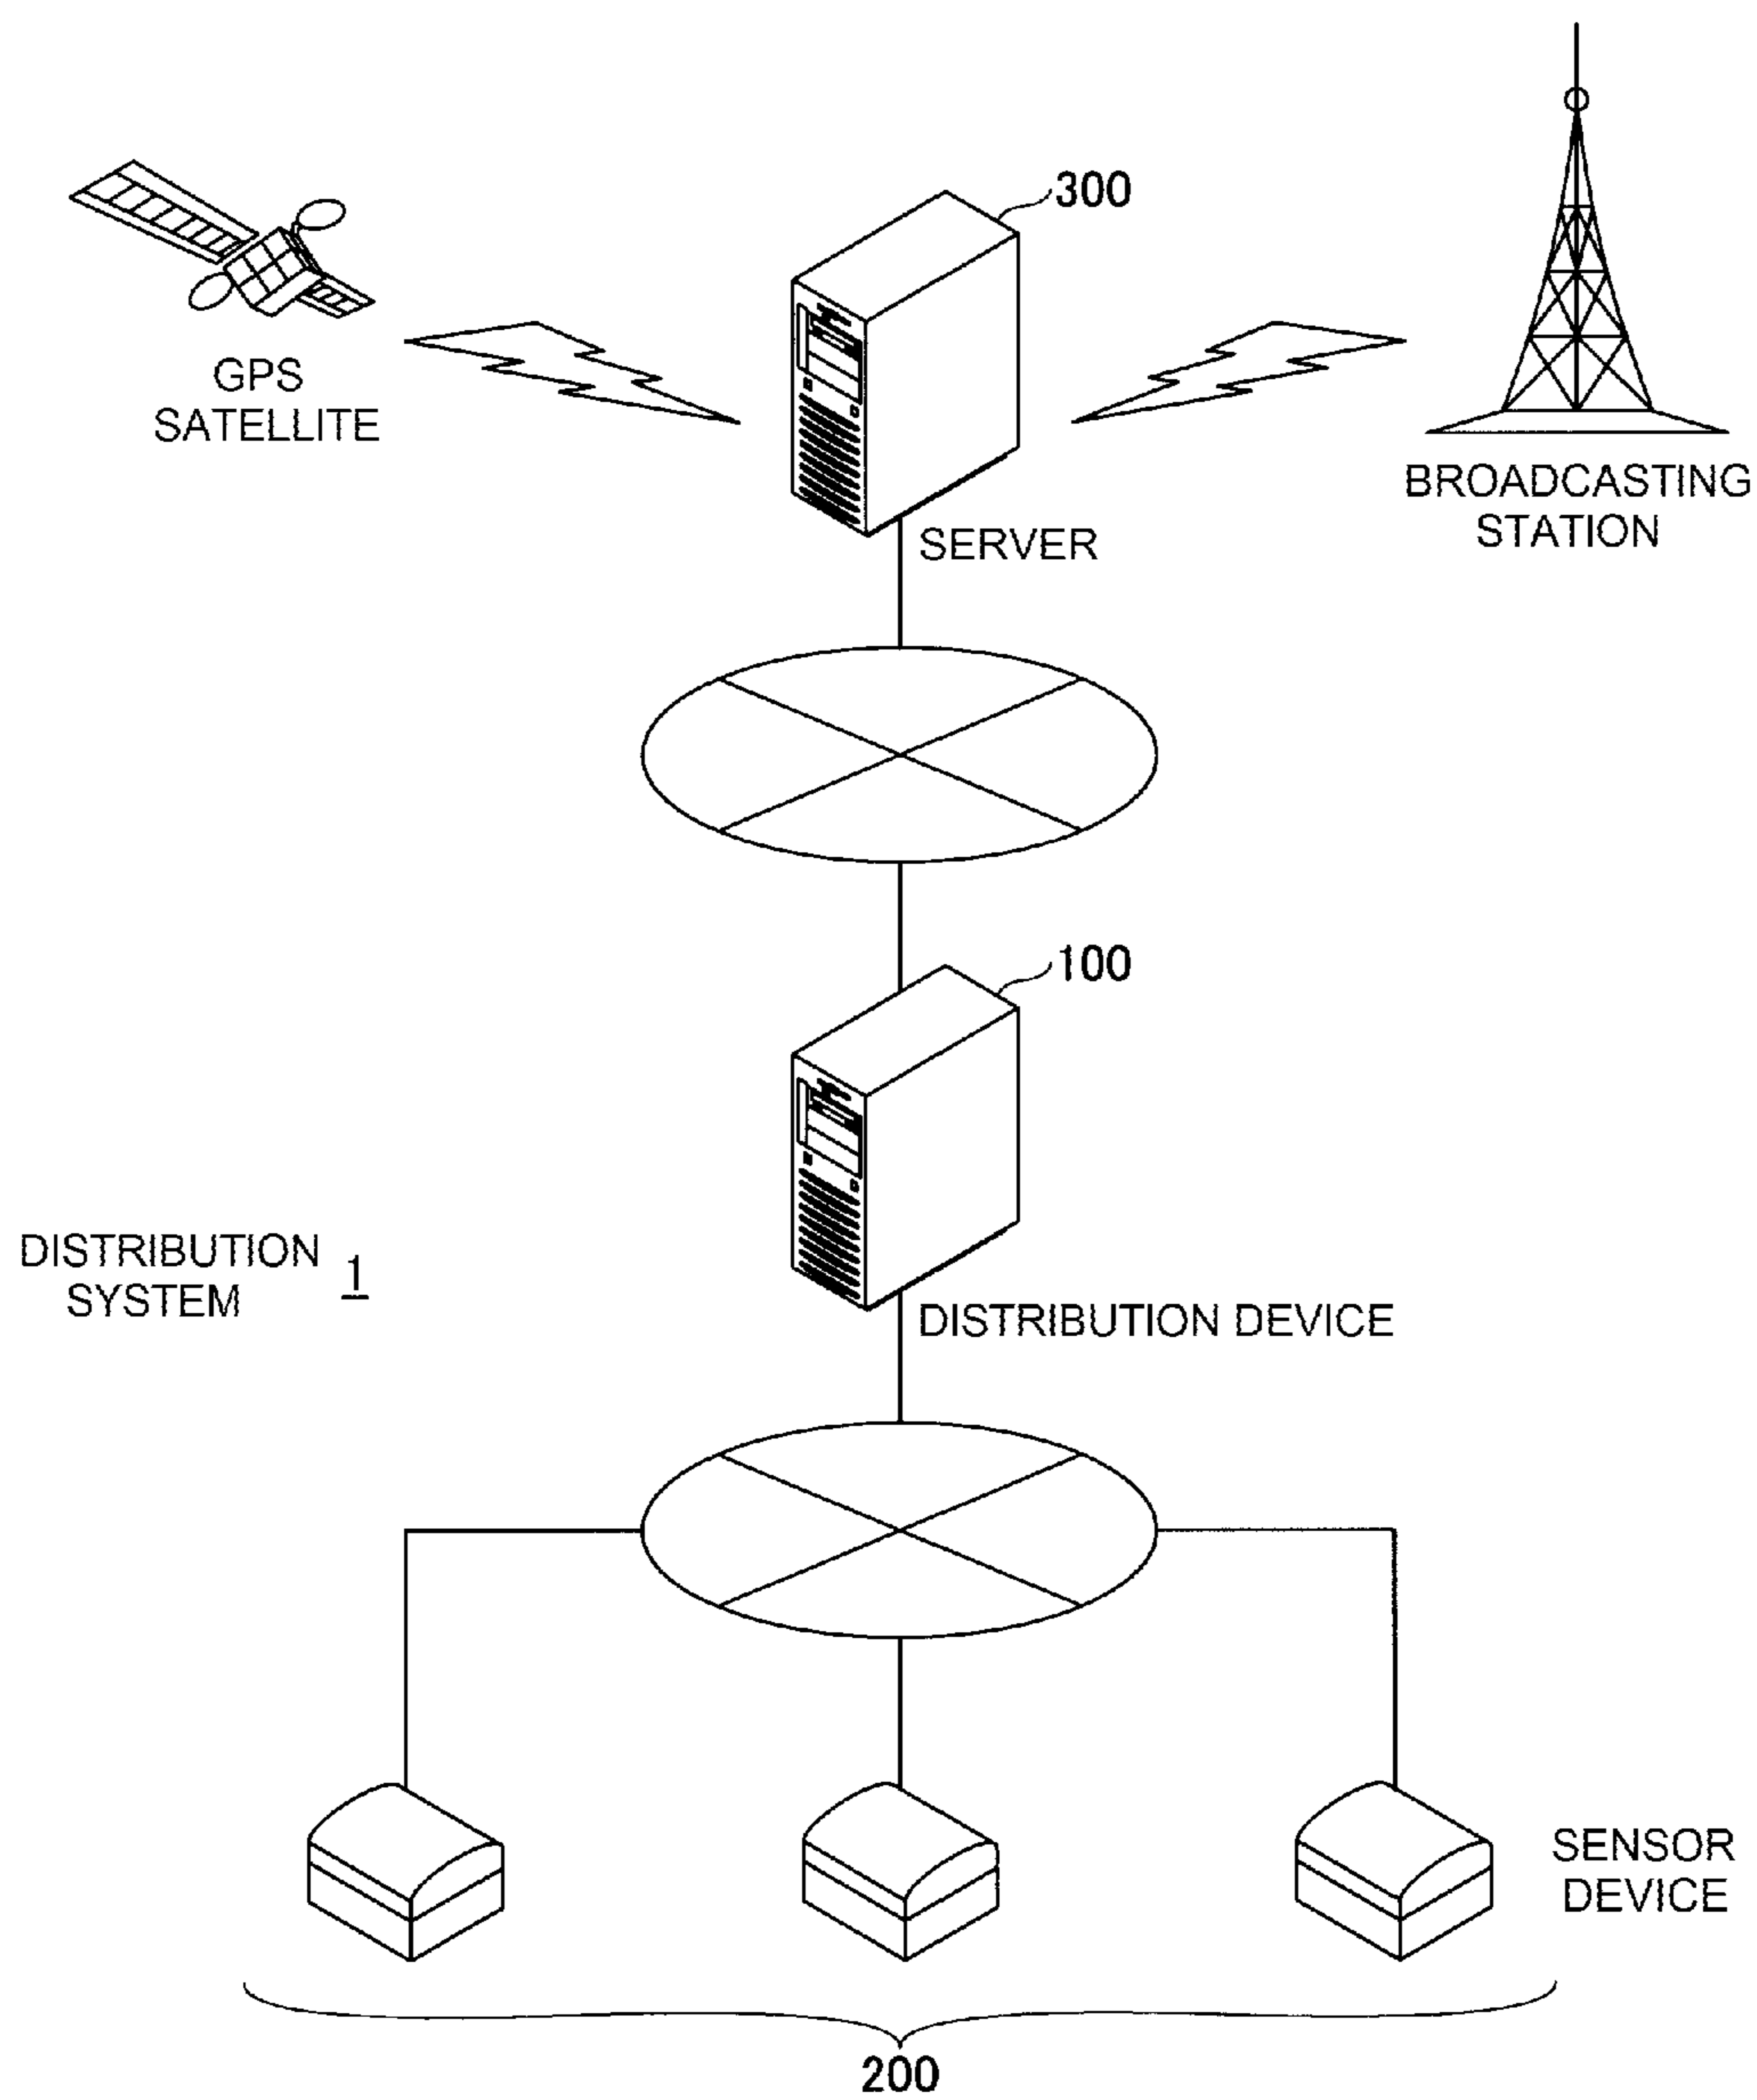 300
GPS
SATELLITE
BROADCASTING
STATION
SERVER
100
DISTRIBUTION
SYSTEM
1
DISTRIBUTION DEVICE
SENSOR
DEVICE
200